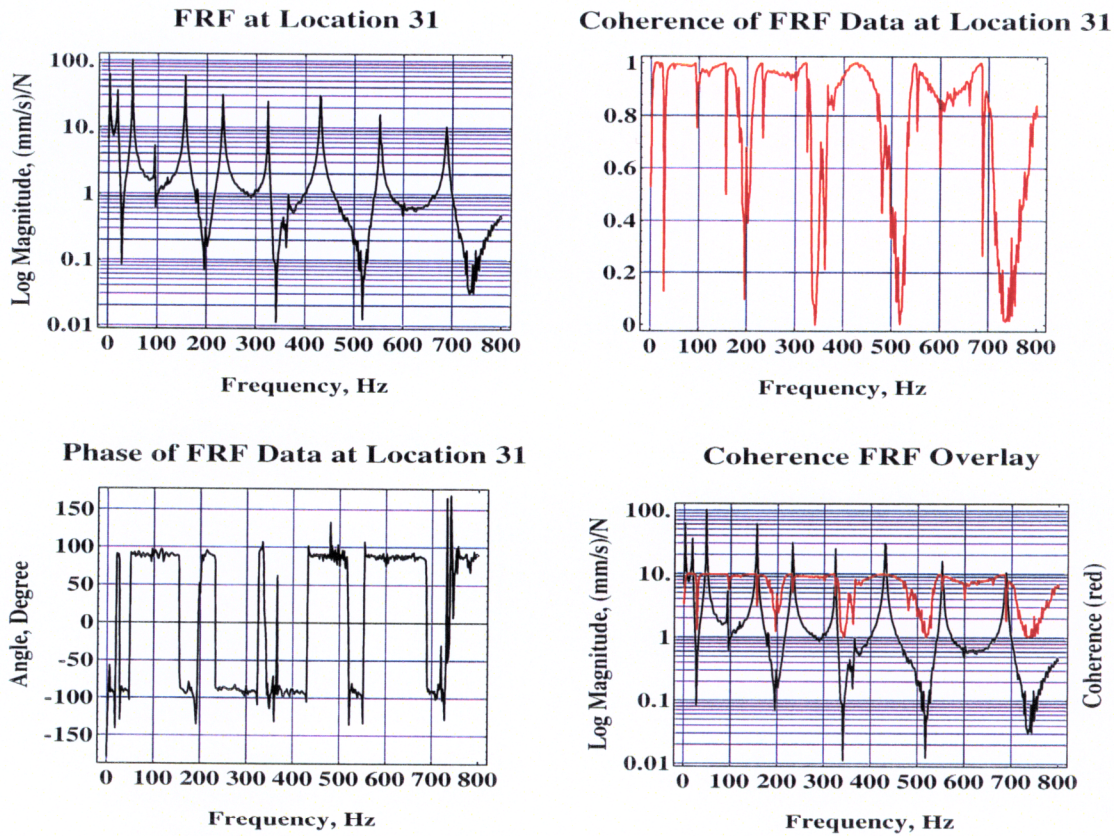 FRF at Location 31
Log Magnitude, (mm/s)/N
100.
10.
1
0.1
0.01
0 100 200 300 400 500 600 700 800
Frequency, Hz
Coherence of FRF Data at Location 31
1
0.8
0.6
0.4
0.2
0
0 100 200 300 400 500 600 700 800
Frequency, Hz
Phase of FRF Data at Location 31
Angle, Degree
150
100
50
0
-50
-100
-150
0 100 200 300 400 500 600 700 800
Frequency, Hz
Coherence FRF Overlay
Log Magnitude, (mm/s)/N
100.
10.
1
0.1
0.01
0 100 200 300 400 500 600 700 800
Frequency, Hz
Coherence (red)